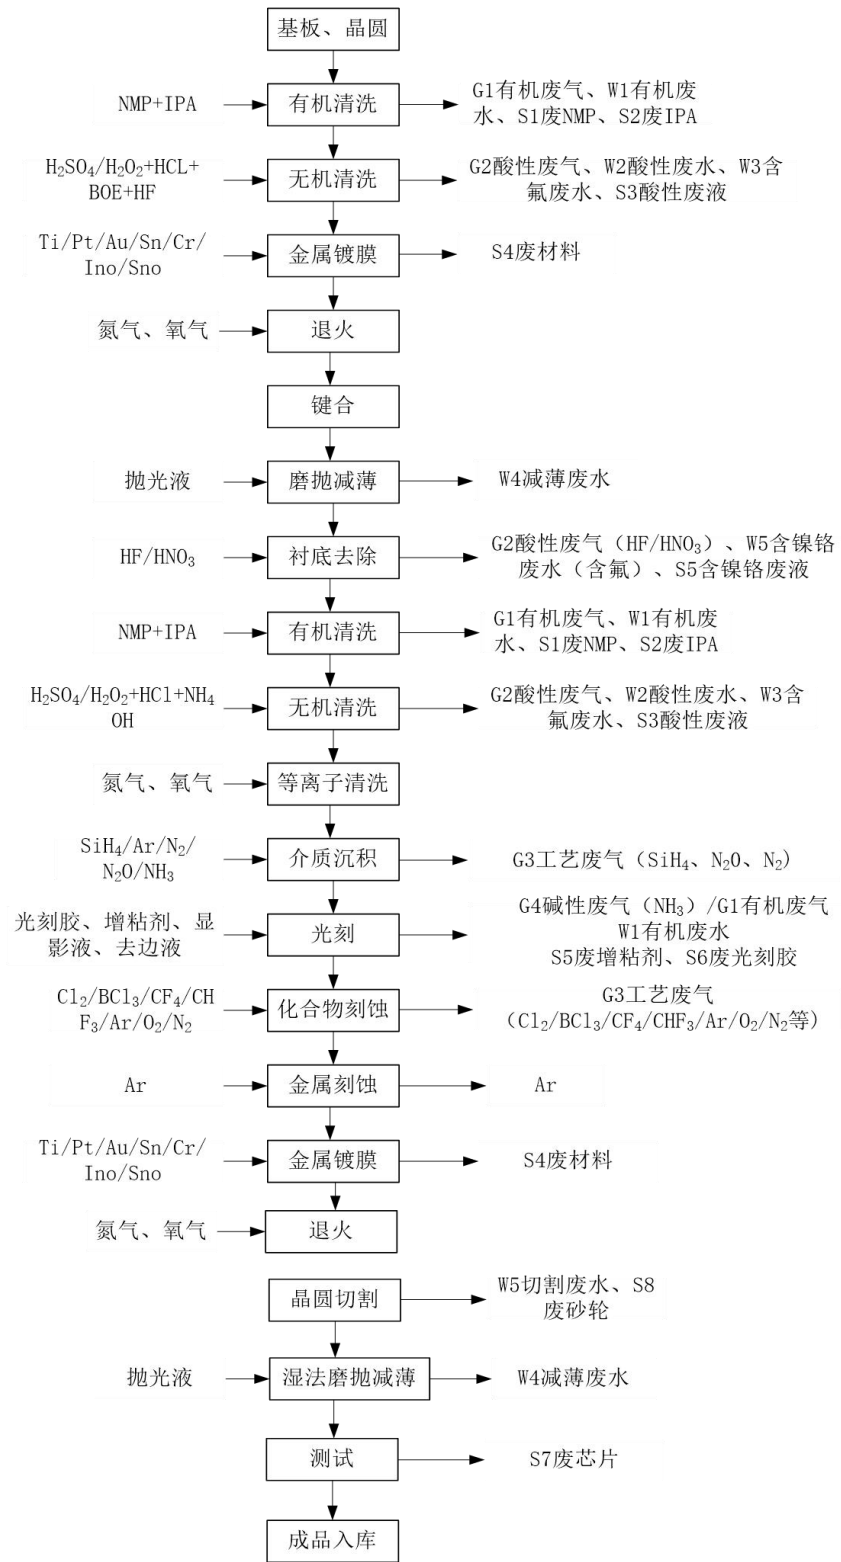 基板、晶圆
NMP+IPA
有机清洗
G1有机废气、W1有机废
水、S1废NMP、S2废IPA
H₂SO₄/H₂O₂+HCL+
BOE+HF
无机清洗
G2酸性废气、W2酸性废水、W3含
氟废水、S3酸性废液
Ti/Pt/Au/Sn/Cr/
Ino/Sno
金属镀膜
S4废材料
氮气、氧气
退火
键合
抛光液
磨抛减薄
W4减薄废水
HF/HNO₃
衬底去除
G2酸性废气（HF/HNO₃）、W5含镍铬
废水（含氟）、S5含镍铬废液
NMP+IPA
有机清洗
G1有机废气、W1有机废
水、S1废NMP、S2废IPA
H₂SO₄/H₂O₂+HCl+NH₄
OH
无机清洗
G2酸性废气、W2酸性废水、W3含
氟废水、S3酸性废液
氮气、氧气
等离子清洗
SiH₄/Ar/N₂/
N₂O/NH₃
介质沉积
G3工艺废气（SiH₄、N₂O、N₂）
光刻胶、增粘剂、显
影液、去边液
光刻
G4碱性废气（NH₃）/G1有机废气
W1有机废水
S5废增粘剂、S6废光刻胶
Cl₂/BCl₃/CF₄/CH
F₃/Ar/O₂/N₂
化合物刻蚀
G3工艺废气
（Cl₂/BCl₃/CF₄/CHF₃/Ar/O₂/N₂等）
Ar
金属刻蚀
Ar
Ti/Pt/Au/Sn/Cr/
Ino/Sno
金属镀膜
S4废材料
氮气、氧气
退火
晶圆切割
W5切割废水、S8
废砂轮
抛光液
湿法磨抛减薄
W4减薄废水
测试
S7废芯片
成品入库